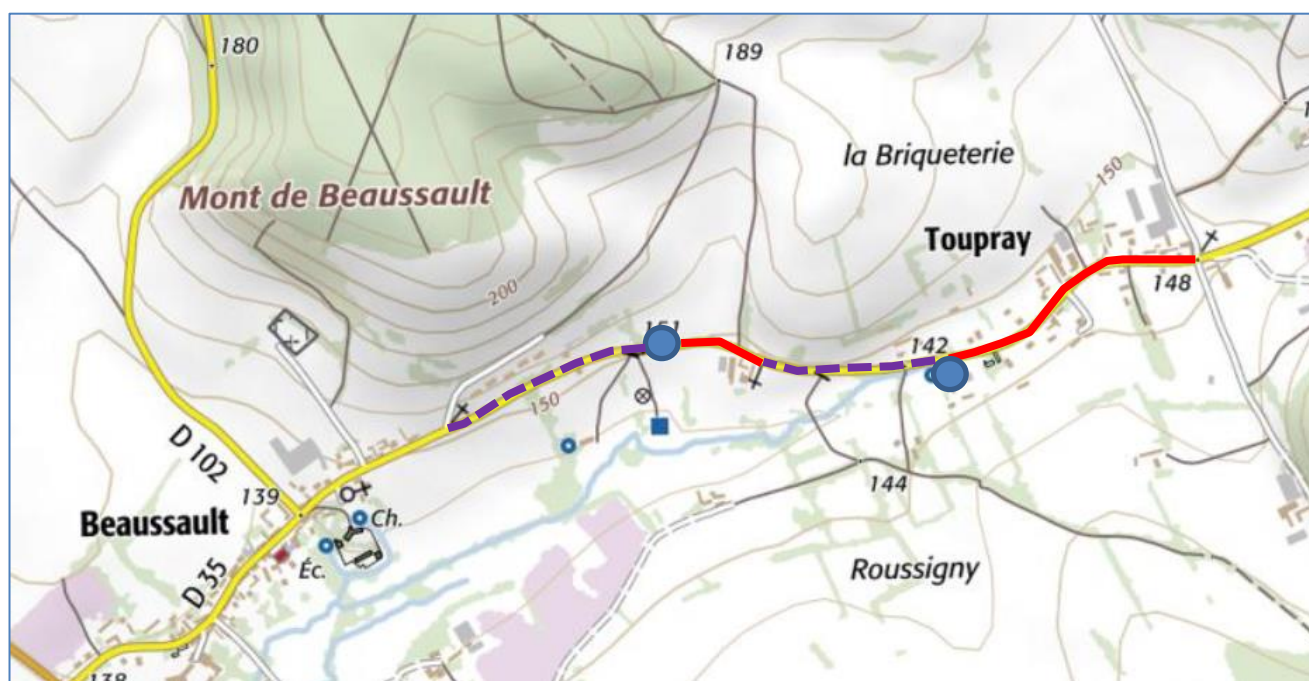 180
189
la Briqueterie
150
Mont de Beaussault
Toupray
200
148
142
150
D 102
139
144
Beaussault
Ch.
Éc.
D 35
Roussigny
138